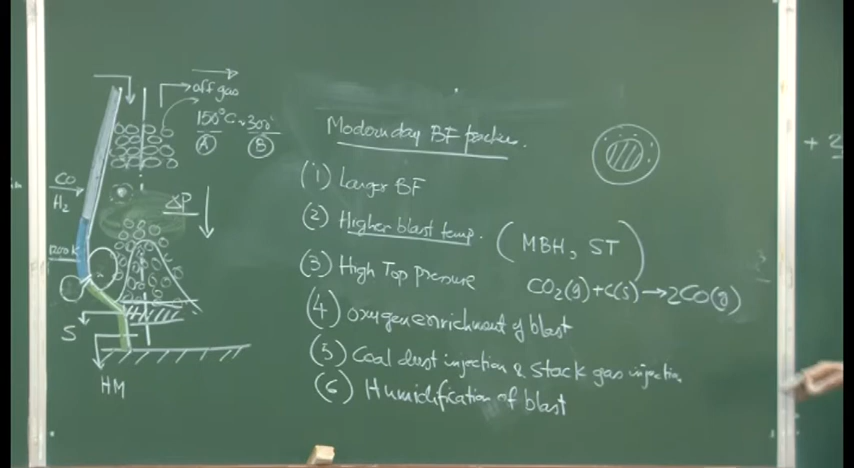 off gas
150°C, 300°
A B
CO
H₂
ΔP
1200 K
S
HM
Modern day BF practice.
(1) Larger BF
(2) Higher blast temp. (MBH, ST)
(3) High Top pressure
CO₂(g)+C(s)→2CO(g)
(4) oxygen enrichment of blast
(5) Coal dust injection & stack gas injection
(6) Humidification of blast
+ 2